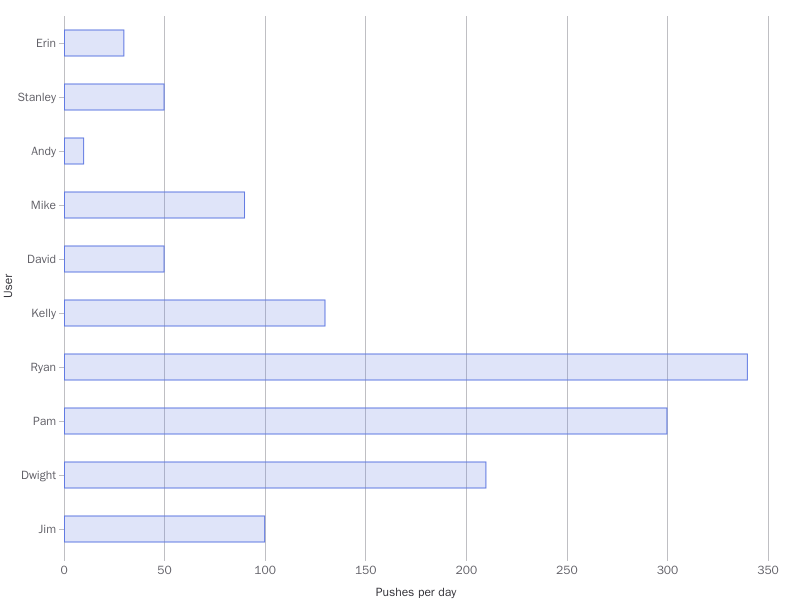 Erin
Stanley
Andy
Mike
David
User
Kelly
Ryan
Pam
Dwight
Jim
0 50 100 150 200 250 300 350
Pushes per day